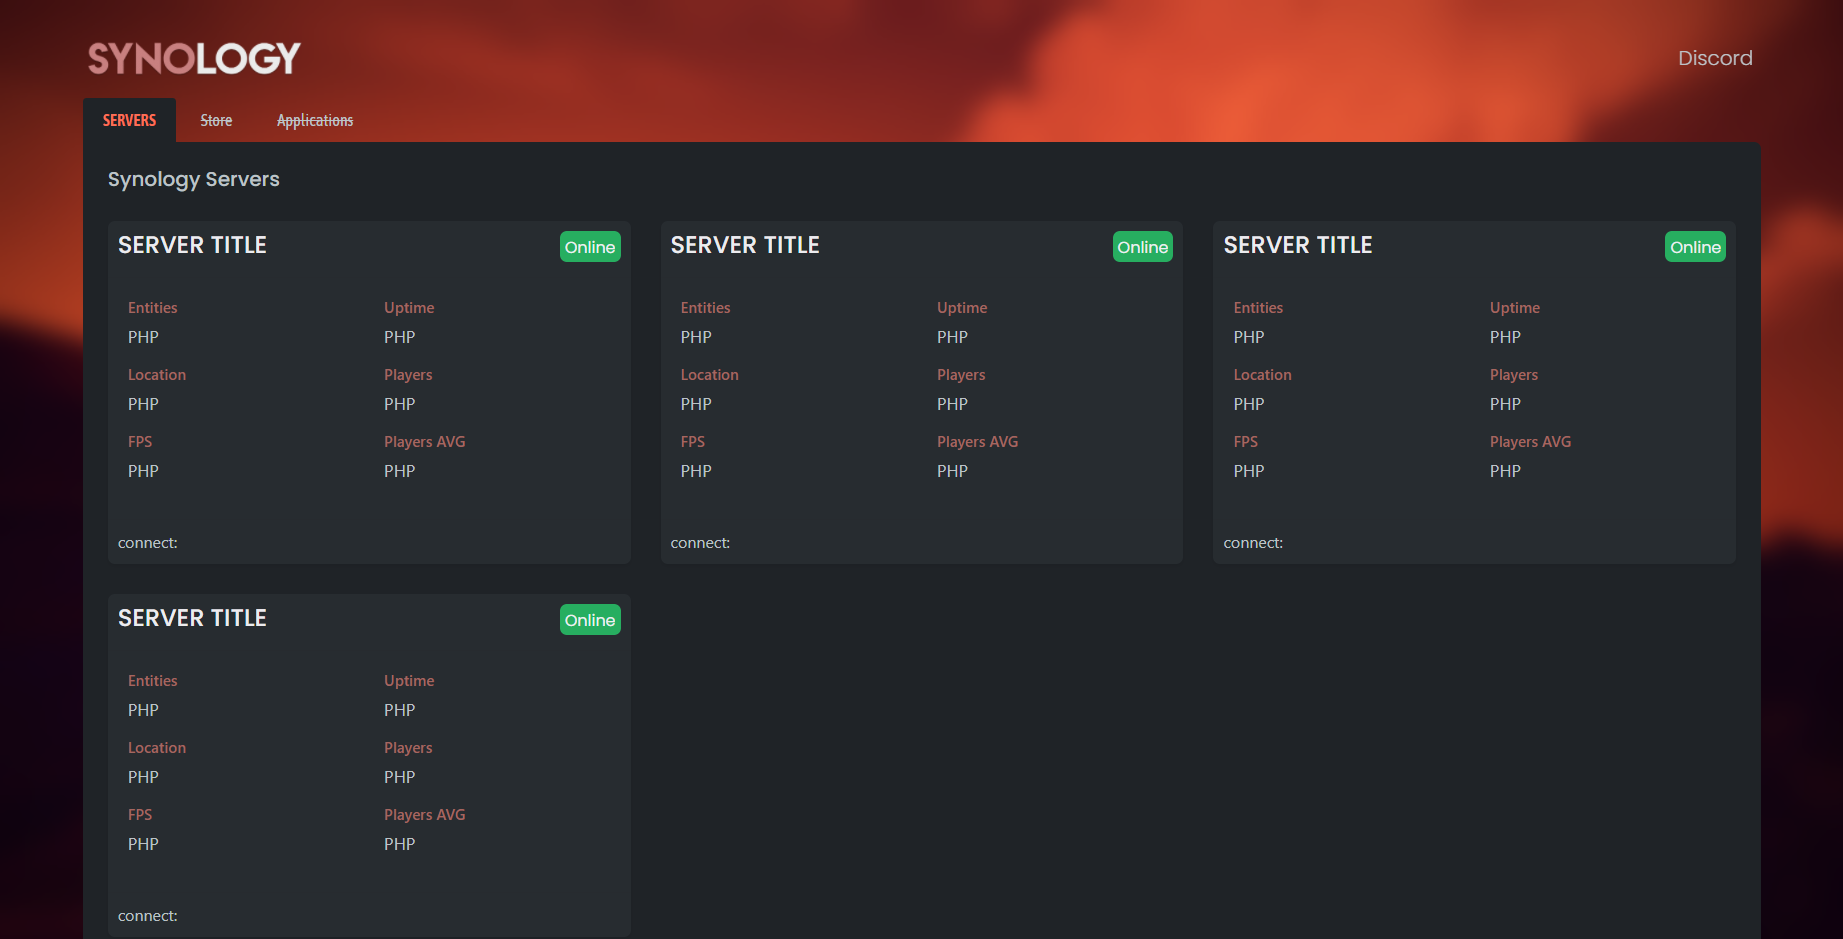 SYNOLOGY
Discord
SERVERS Store Applications
Synology Servers
SERVER TITLE Online
Entities Uptime
PHP PHP
Location Players
PHP PHP
FPS Players AVG
PHP PHP
connect:
SERVER TITLE Online
Entities Uptime
PHP PHP
Location Players
PHP PHP
FPS Players AVG
PHP PHP
connect:
SERVER TITLE Online
Entities Uptime
PHP PHP
Location Players
PHP PHP
FPS Players AVG
PHP PHP
connect:
SERVER TITLE Online
Entities Uptime
PHP PHP
Location Players
PHP PHP
FPS Players AVG
PHP PHP
connect: